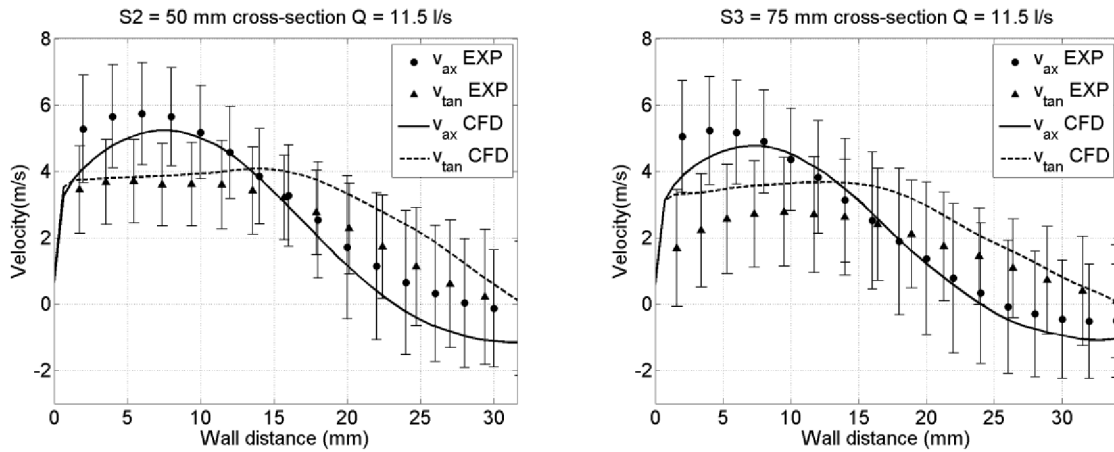 S2 = 50 mm cross-section Q = 11.5 l/s
8
6
4
2
0
-2
Velocity(m/s)
0 5 10 15 20 25 30
Wall distance (mm)
v_ax EXP
v_tan EXP
v_ax CFD
v_tan CFD
S3 = 75 mm cross-section Q = 11.5 l/s
8
6
4
2
0
-2
Velocity(m/s)
0 5 10 15 20 25 30
Wall distance (mm)
v_ax EXP
v_tan EXP
v_ax CFD
v_tan CFD